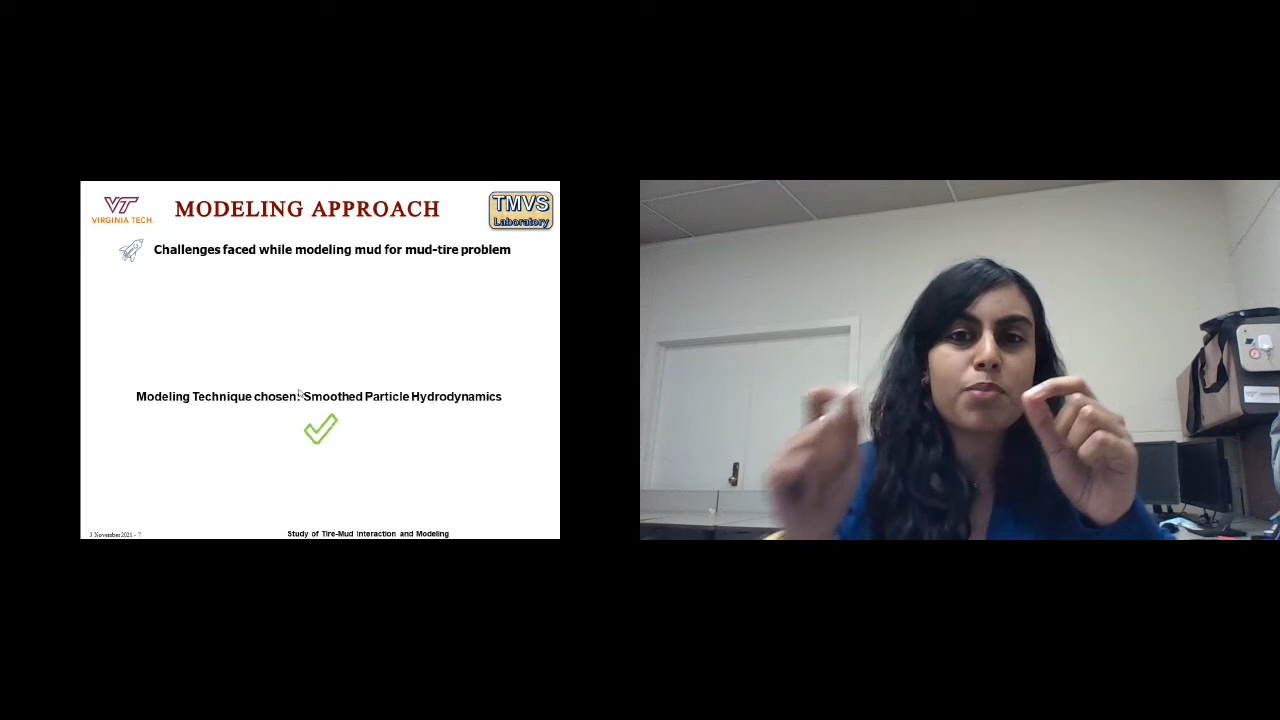 VT
VIRGINIA TECH.
MODELING APPROACH
TMVS
Laboratory
Challenges faced while modeling mud for mud-tire problem
Modeling Technique chosen: Smoothed Particle Hydrodynamics
3 November 2021 - 7
Study of Tire-Mud Interaction and Modeling